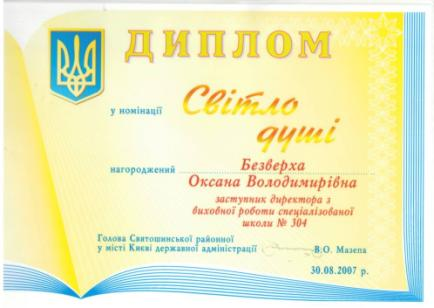 ДИПЛОМ
у номінації
Світло
душі
нагороджений
Безверха
Оксана Володимирівна
заступник директора з
виховної роботи спеціалізованої
школи № 304
Голова Святошинської районної
у місті Києві державної адміністрації
В.О. Мазепа
30.08.2007 р.